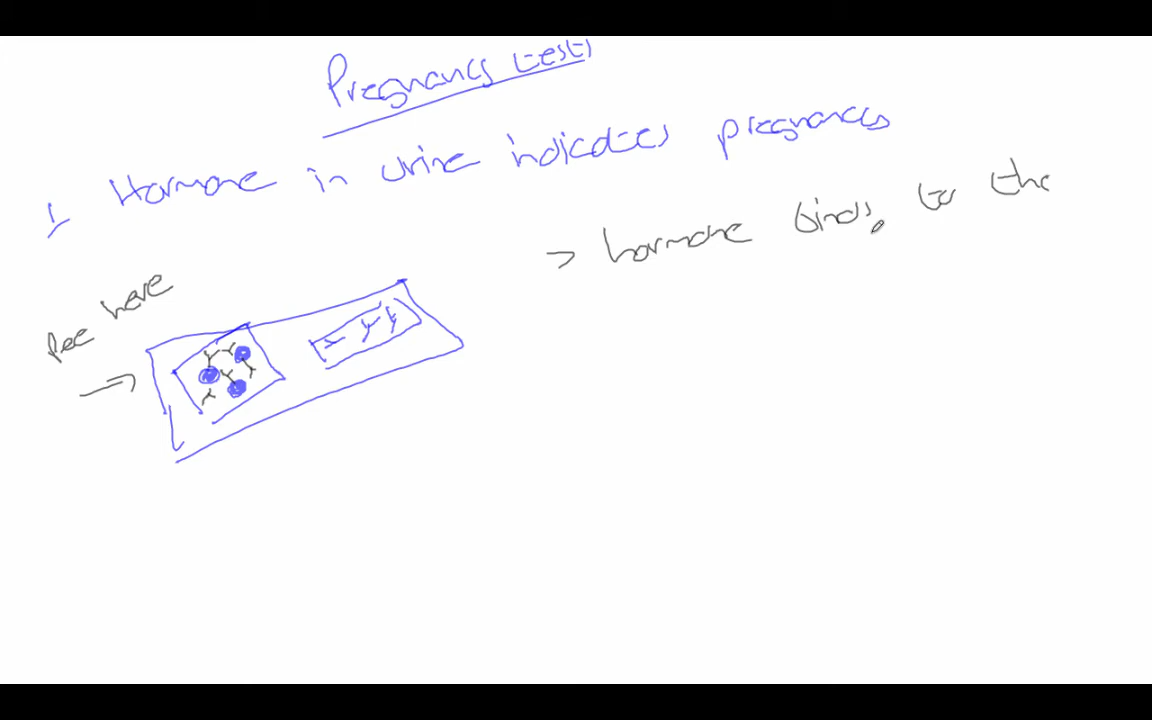 Pregnancy tests
1 Hormone in urine indicates pregnancy
> hormone binds to the
Pee here